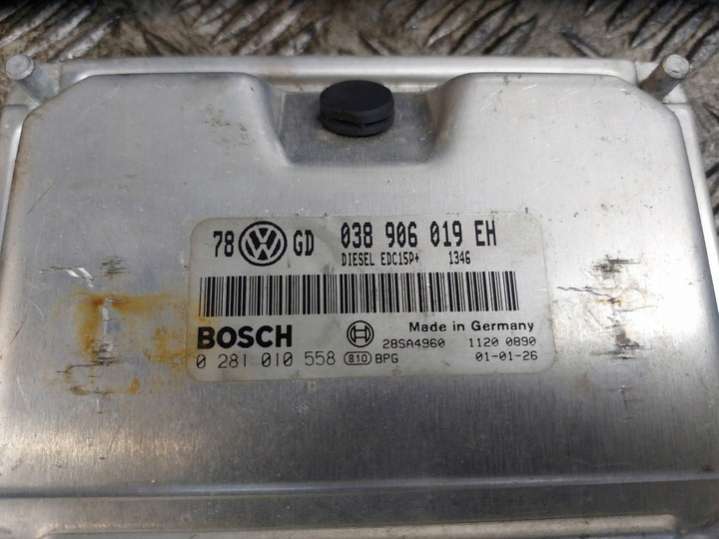 78 VW GD 038 906 019 EH
DIESEL EDC15P+ 1346
BOSCH Made in Germany
28SA4960 1120 0890
0 281 010 558 810 BPG 01-01-26